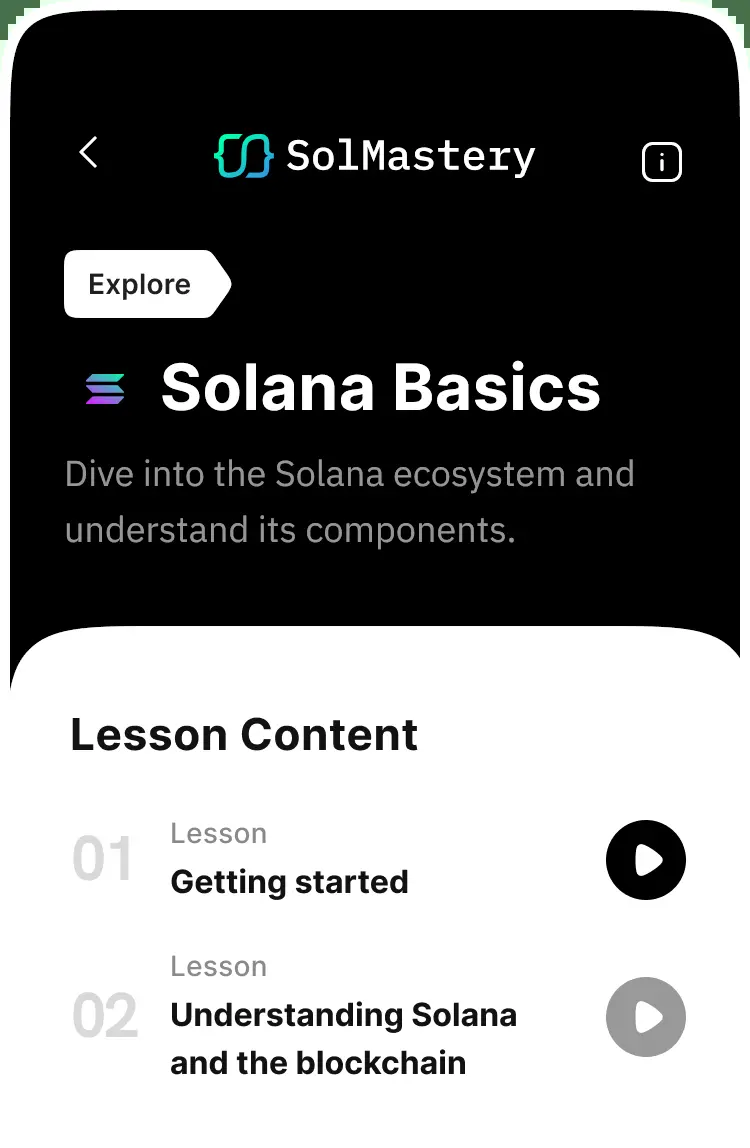 SolMastery
i
Explore
Solana Basics
Dive into the Solana ecosystem and
understand its components.
Lesson Content
01
Lesson
Getting started
02
Lesson
Understanding Solana
and the blockchain